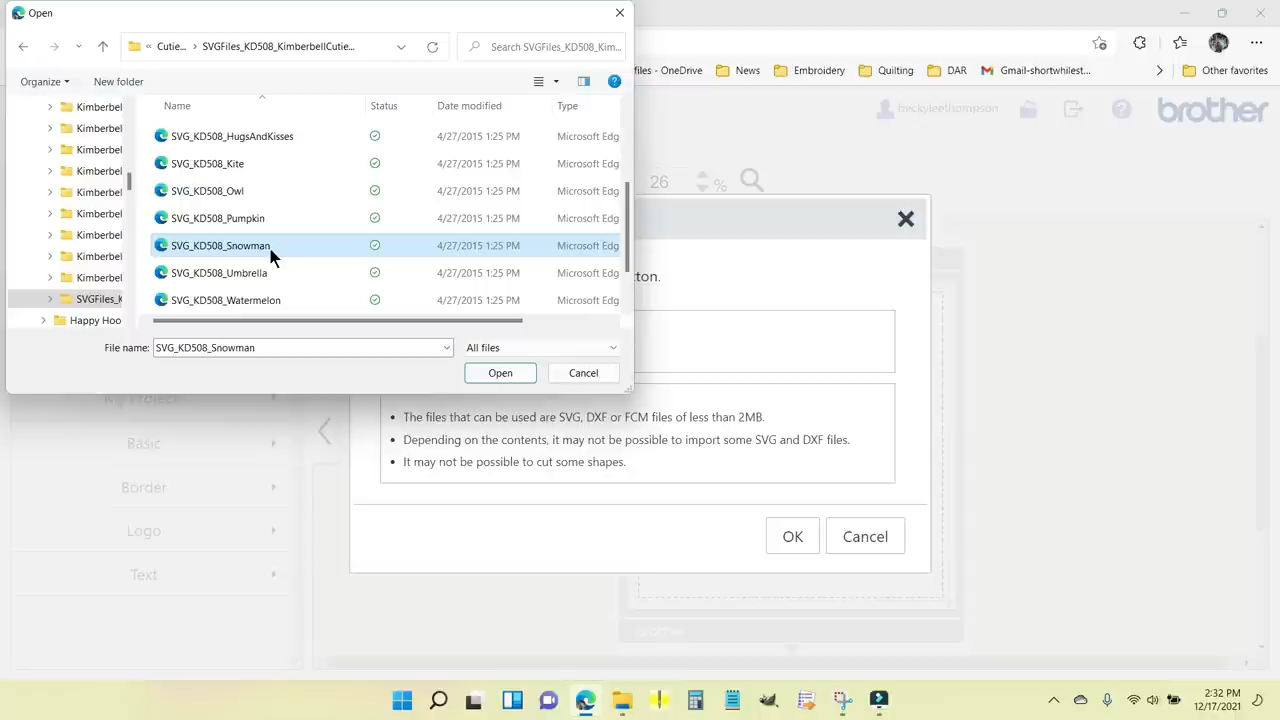 Open
« Cutie... > SVGFiles_KD508_KimberbellCutie...
Search SVGFiles_KD508_Kim...
Organize
New folder
files - OneDrive
News
Embroidery
Quilting
DAR
Gmail-shortwhilest...
Other favorites
Name
Status
Date modified
Type
Kimberbel
Kimberbel
Kimberbel
Kimberbel
Kimberbel
Kimberbel
Kimberbel
Kimberbel
Kimberbel
SVGFiles_K
Happy Hoo
SVG_KD508_HugsAndKisses 4/27/2015 1:25 PM Microsoft Edg
SVG_KD508_Kite 4/27/2015 1:25 PM Microsoft Edg
SVG_KD508_Owl 4/27/2015 1:25 PM Microsoft Edg
SVG_KD508_Pumpkin 4/27/2015 1:25 PM Microsoft Edg
SVG_KD508_Snowman 4/27/2015 1:25 PM Microsoft Edg
SVG_KD508_Umbrella 4/27/2015 1:25 PM Microsoft Edg
SVG_KD508_Watermelon 4/27/2015 1:25 PM Microsoft Edg
File name: SVG_KD508_Snowman
All files
Open
Cancel
beckyleethompson
brother
26 %
ton.
• The files that can be used are SVG, DXF or FCM files of less than 2MB.
• Depending on the contents, it may not be possible to import some SVG and DXF files.
• It may not be possible to cut some shapes.
OK
Cancel
My Project
Basic
Border
Logo
Text
brother
2:32 PM
12/17/2021